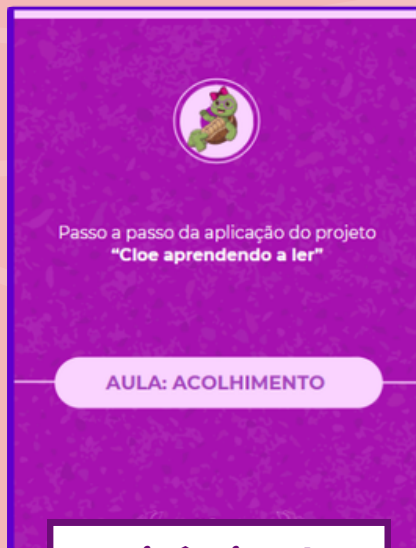 Passo a passo da aplicação do projeto
“Cloe aprendendo a ler”
AULA: ACOLHIMENTO